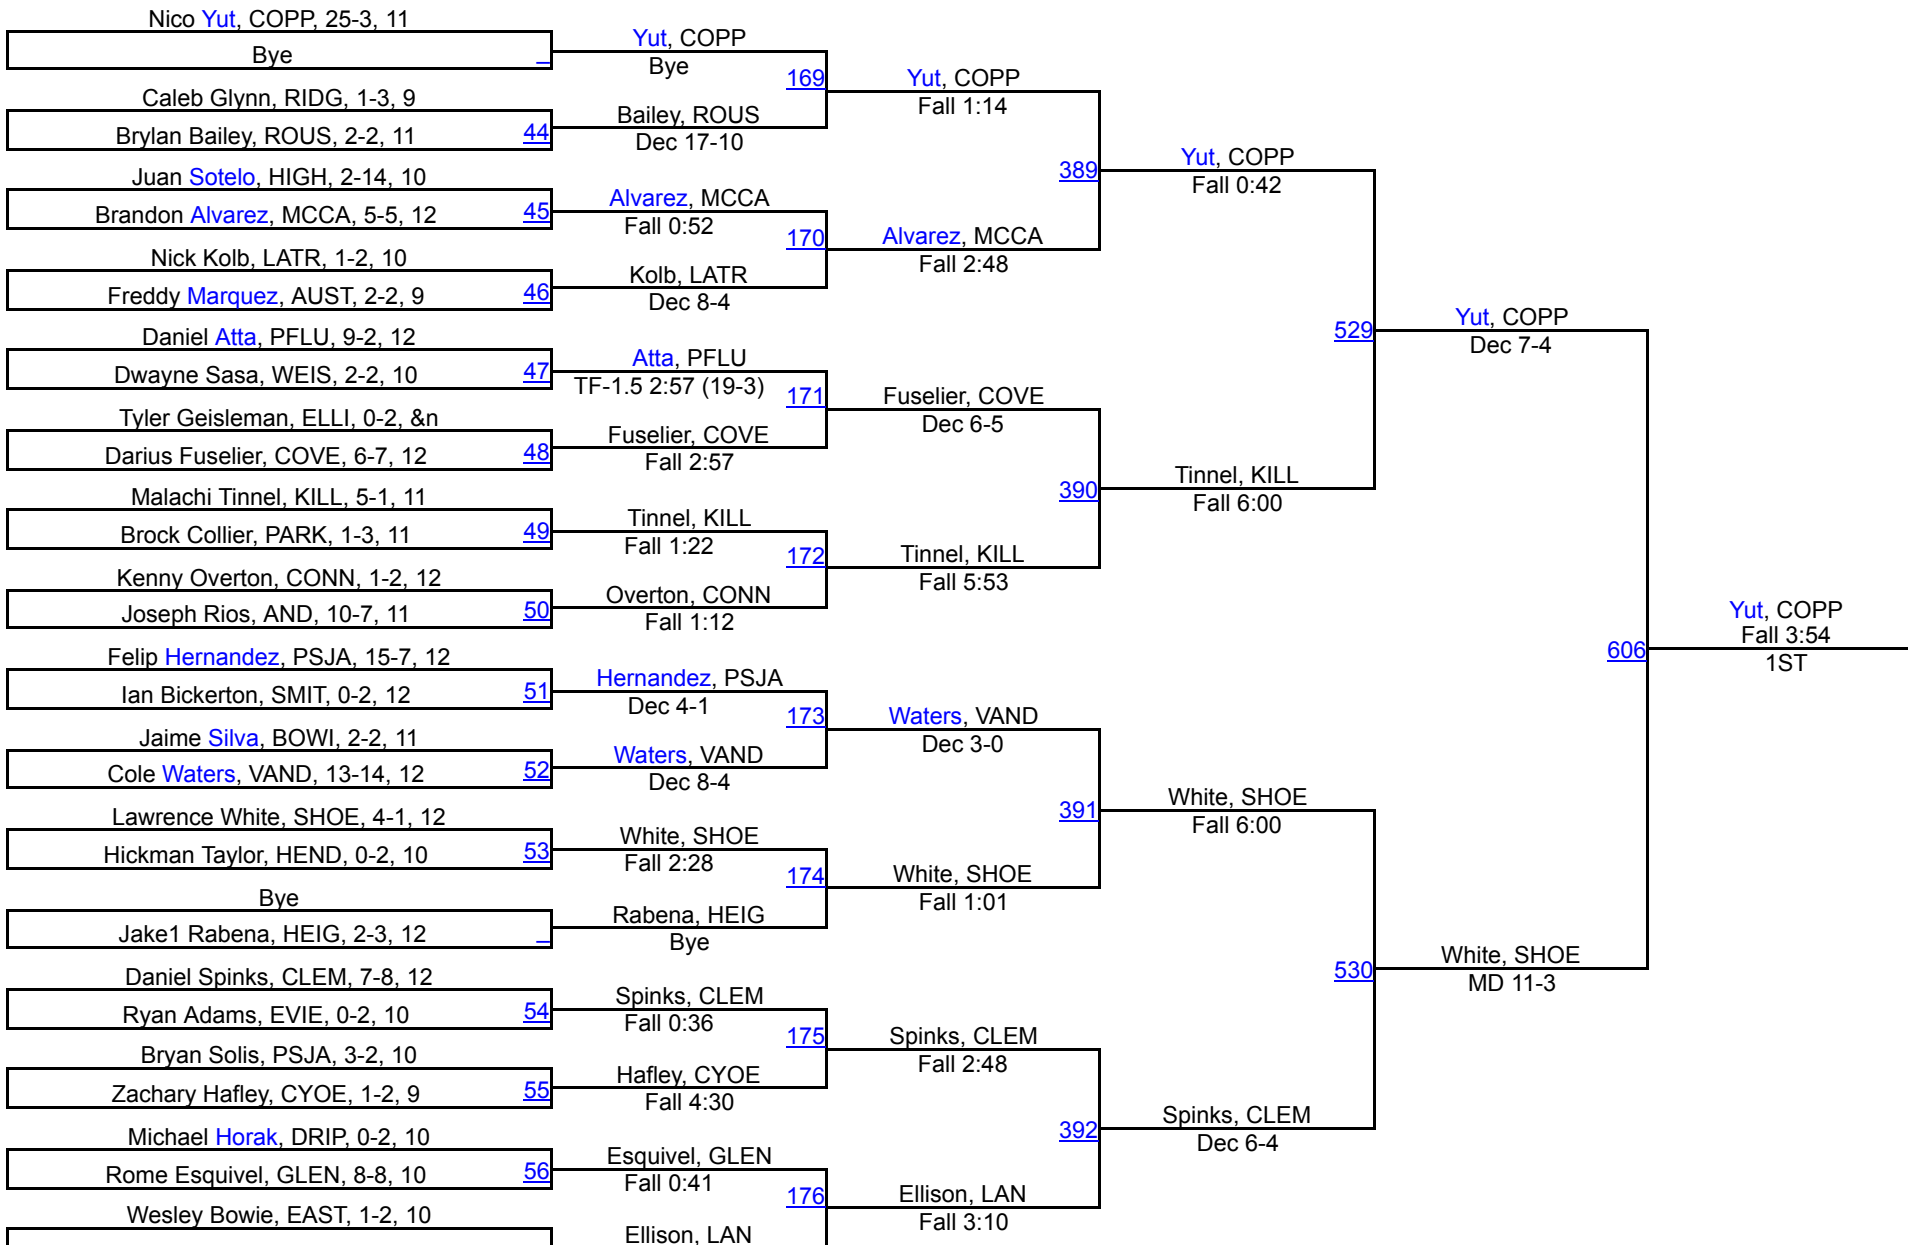 Nico Yut, COPP, 25-3, 11
Bye
Caleb Glynn, RIDG, 1-3, 9
Brylan Bailey, ROUS, 2-2, 11
44
Juan Sotelo, HIGH, 2-14, 10
Brandon Alvarez, MCCA, 5-5, 12
45
Nick Kolb, LATR, 1-2, 10
Freddy Marquez, AUST, 2-2, 9
46
Daniel Atta, PFLU, 9-2, 12
Dwayne Sasa, WEIS, 2-2, 10
47
Tyler Geisleman, ELLI, 0-2, &n
Darius Fuselier, COVE, 6-7, 12
48
Malachi Tinnel, KILL, 5-1, 11
Brock Collier, PARK, 1-3, 11
49
Kenny Overton, CONN, 1-2, 12
Joseph Rios, AND, 10-7, 11
50
Felip Hernandez, PSJA, 15-7, 12
Ian Bickerton, SMIT, 0-2, 12
51
Jaime Silva, BOWI, 2-2, 11
Cole Waters, VAND, 13-14, 12
52
Lawrence White, SHOE, 4-1, 12
Hickman Taylor, HEND, 0-2, 10
53
Bye
Jake1 Rabena, HEIG, 2-3, 12
Daniel Spinks, CLEM, 7-8, 12
Ryan Adams, EVIE, 0-2, 10
54
Bryan Solis, PSJA, 3-2, 10
Zachary Hafley, CYOE, 1-2, 9
55
Michael Horak, DRIP, 0-2, 10
Rome Esquivel, GLEN, 8-8, 10
56
Wesley Bowie, EAST, 1-2, 10
Yut, COPP
Bye
169
Bailey, ROUS
Dec 17-10
Alvarez, MCCA
Fall 0:52
170
Kolb, LATR
Dec 8-4
Atta, PFLU
TF-1.5 2:57 (19-3)
171
Fuselier, COVE
Fall 2:57
Tinnel, KILL
Fall 1:22
172
Overton, CONN
Fall 1:12
Hernandez, PSJA
Dec 4-1
173
Waters, VAND
Dec 8-4
White, SHOE
Fall 2:28
174
Rabena, HEIG
Bye
Spinks, CLEM
Fall 0:36
175
Hafley, CYOE
Fall 4:30
Esquivel, GLEN
Fall 0:41
176
Ellison, LAN
Yut, COPP
Fall 1:14
389
Alvarez, MCCA
Fall 2:48
Fuselier, COVE
Dec 6-5
390
Tinnel, KILL
Fall 5:53
Waters, VAND
Dec 3-0
391
White, SHOE
Fall 1:01
Spinks, CLEM
Fall 2:48
392
Ellison, LAN
Fall 3:10
Yut, COPP
Fall 0:42
529
Tinnel, KILL
Fall 6:00
White, SHOE
Fall 6:00
530
Spinks, CLEM
Dec 6-4
Yut, COPP
Dec 7-4
606
White, SHOE
MD 11-3
Yut, COPP
Fall 3:54
1ST